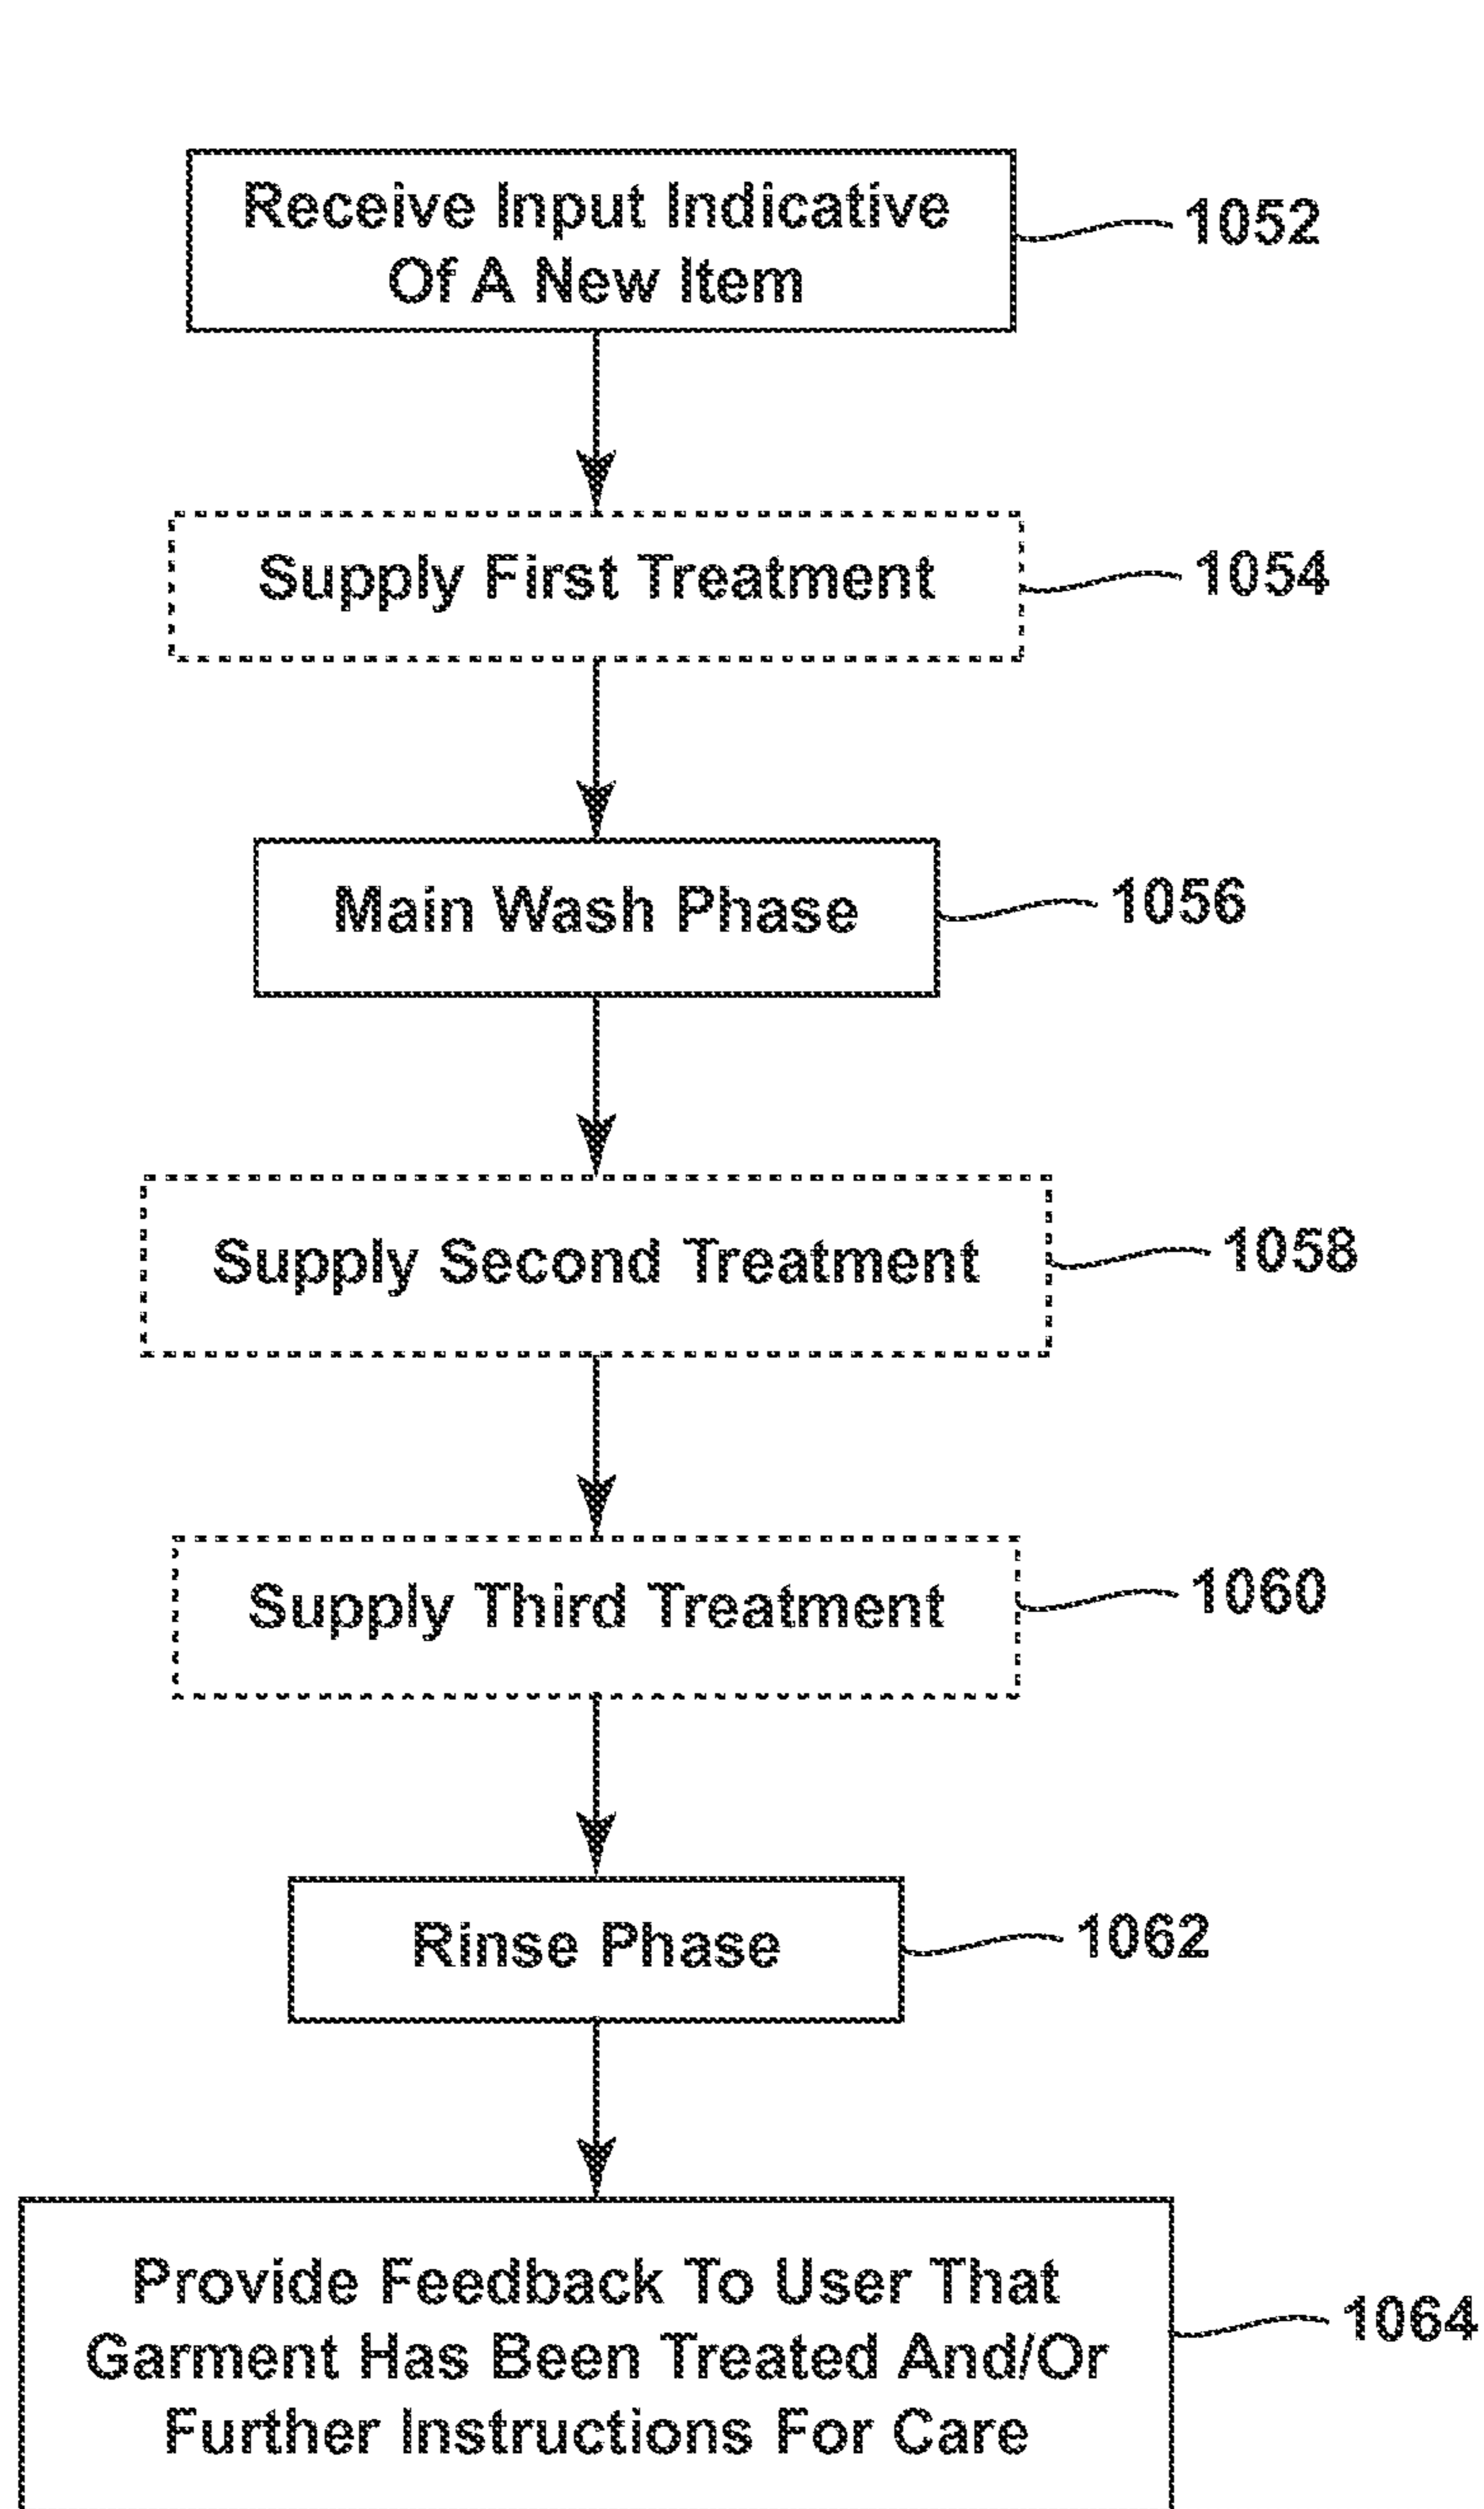 Receive Input Indicative
Of A New Item
1052
Supply First Treatment
1054
Main Wash Phase
1056
Supply Second Treatment
1058
Supply Third Treatment
1060
Rinse Phase
1062
Provide Feedback To User That
Garment Has Been Treated And/Or
Further Instructions For Care
1064